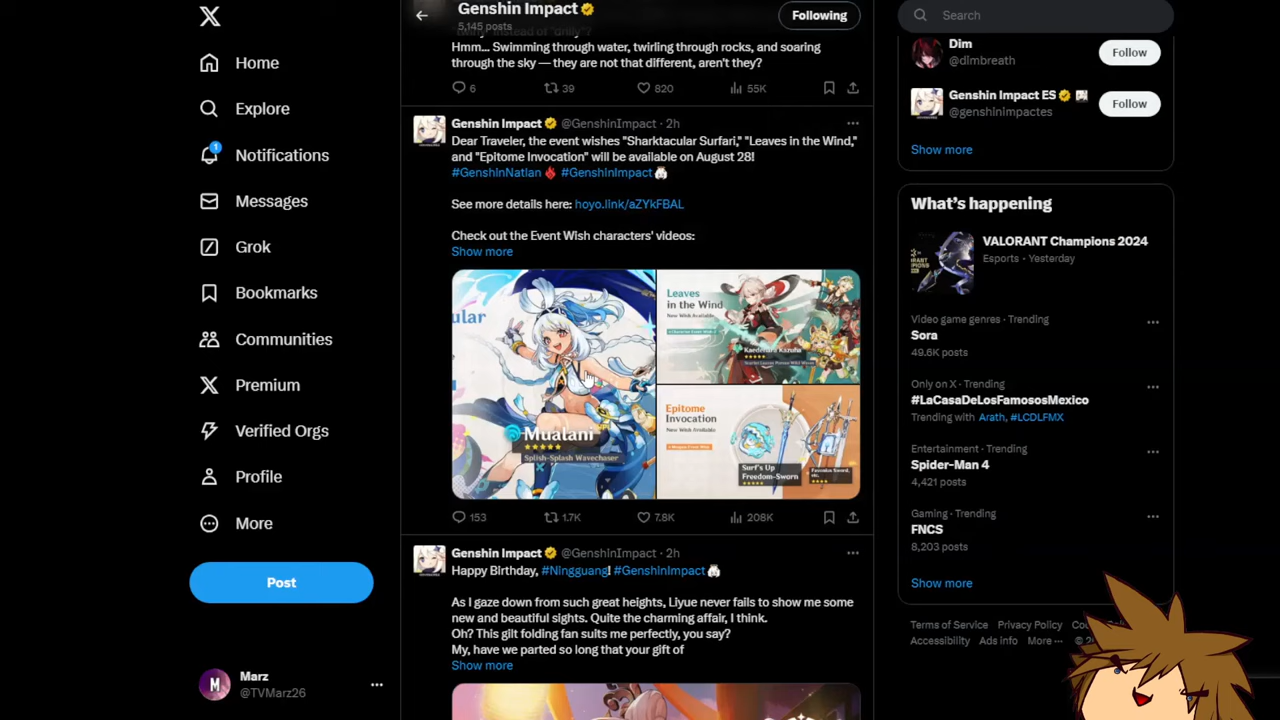 Home
Explore
1
Notifications
Messages
Grok
Bookmarks
Communities
Premium
Verified Orgs
Profile
More
Post
M
Marz
@TVMarz26
Genshin Impact
5,145 posts
Following
Hmm... Swimming through water, twirling through rocks, and soaring
through the sky — they are not that different, aren't they?
6 39 820 55K
Genshin Impact @GenshinImpact · 2h
Dear Traveler, the event wishes "Sharktacular Surfari," "Leaves in the Wind,"
and "Epitome Invocation" will be available on August 28!
#GenshinNatlan #GenshinImpact
See more details here: hoyo.link/aZYkFBAL
Check out the Event Wish characters' videos:
Show more
ular
Mualani
Splish-Splash Wavechaser
Leaves
in the Wind
New Wish Available
Kaedehara Kazuha
Epitome
Invocation
New Wish Available
Surf's Up
Freedom-Sworn
153 1.7K 7.8K 208K
Genshin Impact @GenshinImpact · 2h
Happy Birthday, #Ningguang! #GenshinImpact
As I gaze down from such great heights, Liyue never fails to show me some
new and beautiful sights. Quite the charming affair, I think.
Oh? This gilt folding fan suits me perfectly, you say?
My, have we parted so long that your gift of
Show more
Search
Dim
@dimbreath
Follow
Genshin Impact ES
@genshinimpactes
Follow
Show more
What's happening
VALORANT Champions 2024
Esports · Yesterday
Video game genres · Trending
Sora
49.6K posts
Only on X · Trending
#LaCasaDeLosFamososMexico
Trending with Arath, #LCDLFMX
Entertainment · Trending
Spider-Man 4
4,421 posts
Gaming · Trending
FNCS
8,203 posts
Show more
Terms of Service Privacy Policy
Accessibility Ads info More